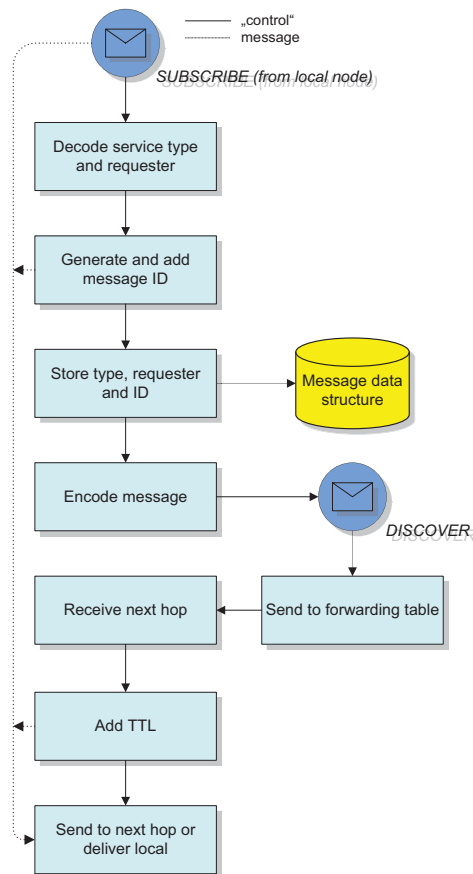 „control“
message
SUBSCRIBE (from local node)
Decode service type
and requester
Generate and add
message ID
Store type, requester
and ID
Message data
structure
Encode message
DISCOVER
Receive next hop
Send to forwarding table
Add TTL
Send to next hop or
deliver local